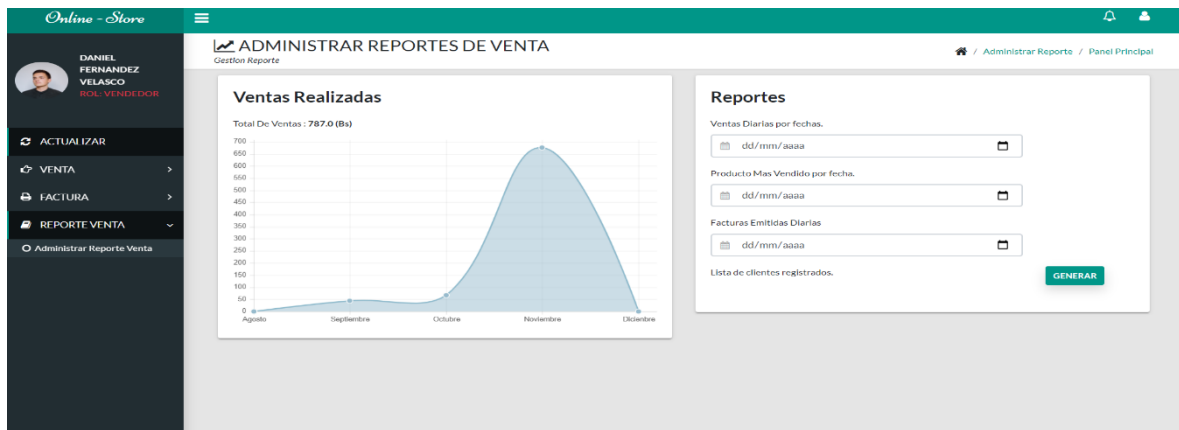 Online - Store
DANIEL
FERNANDEZ
VELASCO
ROL: VENDEDOR
ACTUALIZAR
VENTA
FACTURA
REPORTE VENTA
Administrar Reporte Venta
ADMINISTRAR REPORTES DE VENTA
Gestion Reporte
/ Administrar Reporte / Panel Principal
Ventas Realizadas
Total De Ventas : 787.0 (Bs)
700
650
600
550
500
450
400
350
300
250
200
150
100
50
0
Agosto Septiembre Octubre Noviembre Diciembre
Reportes
Ventas Diarias por fechas.
dd/mm/aaaa
Producto Mas Vendido por fecha.
dd/mm/aaaa
Facturas Emitidas Diarias
dd/mm/aaaa
Lista de clientes registrados.
GENERAR